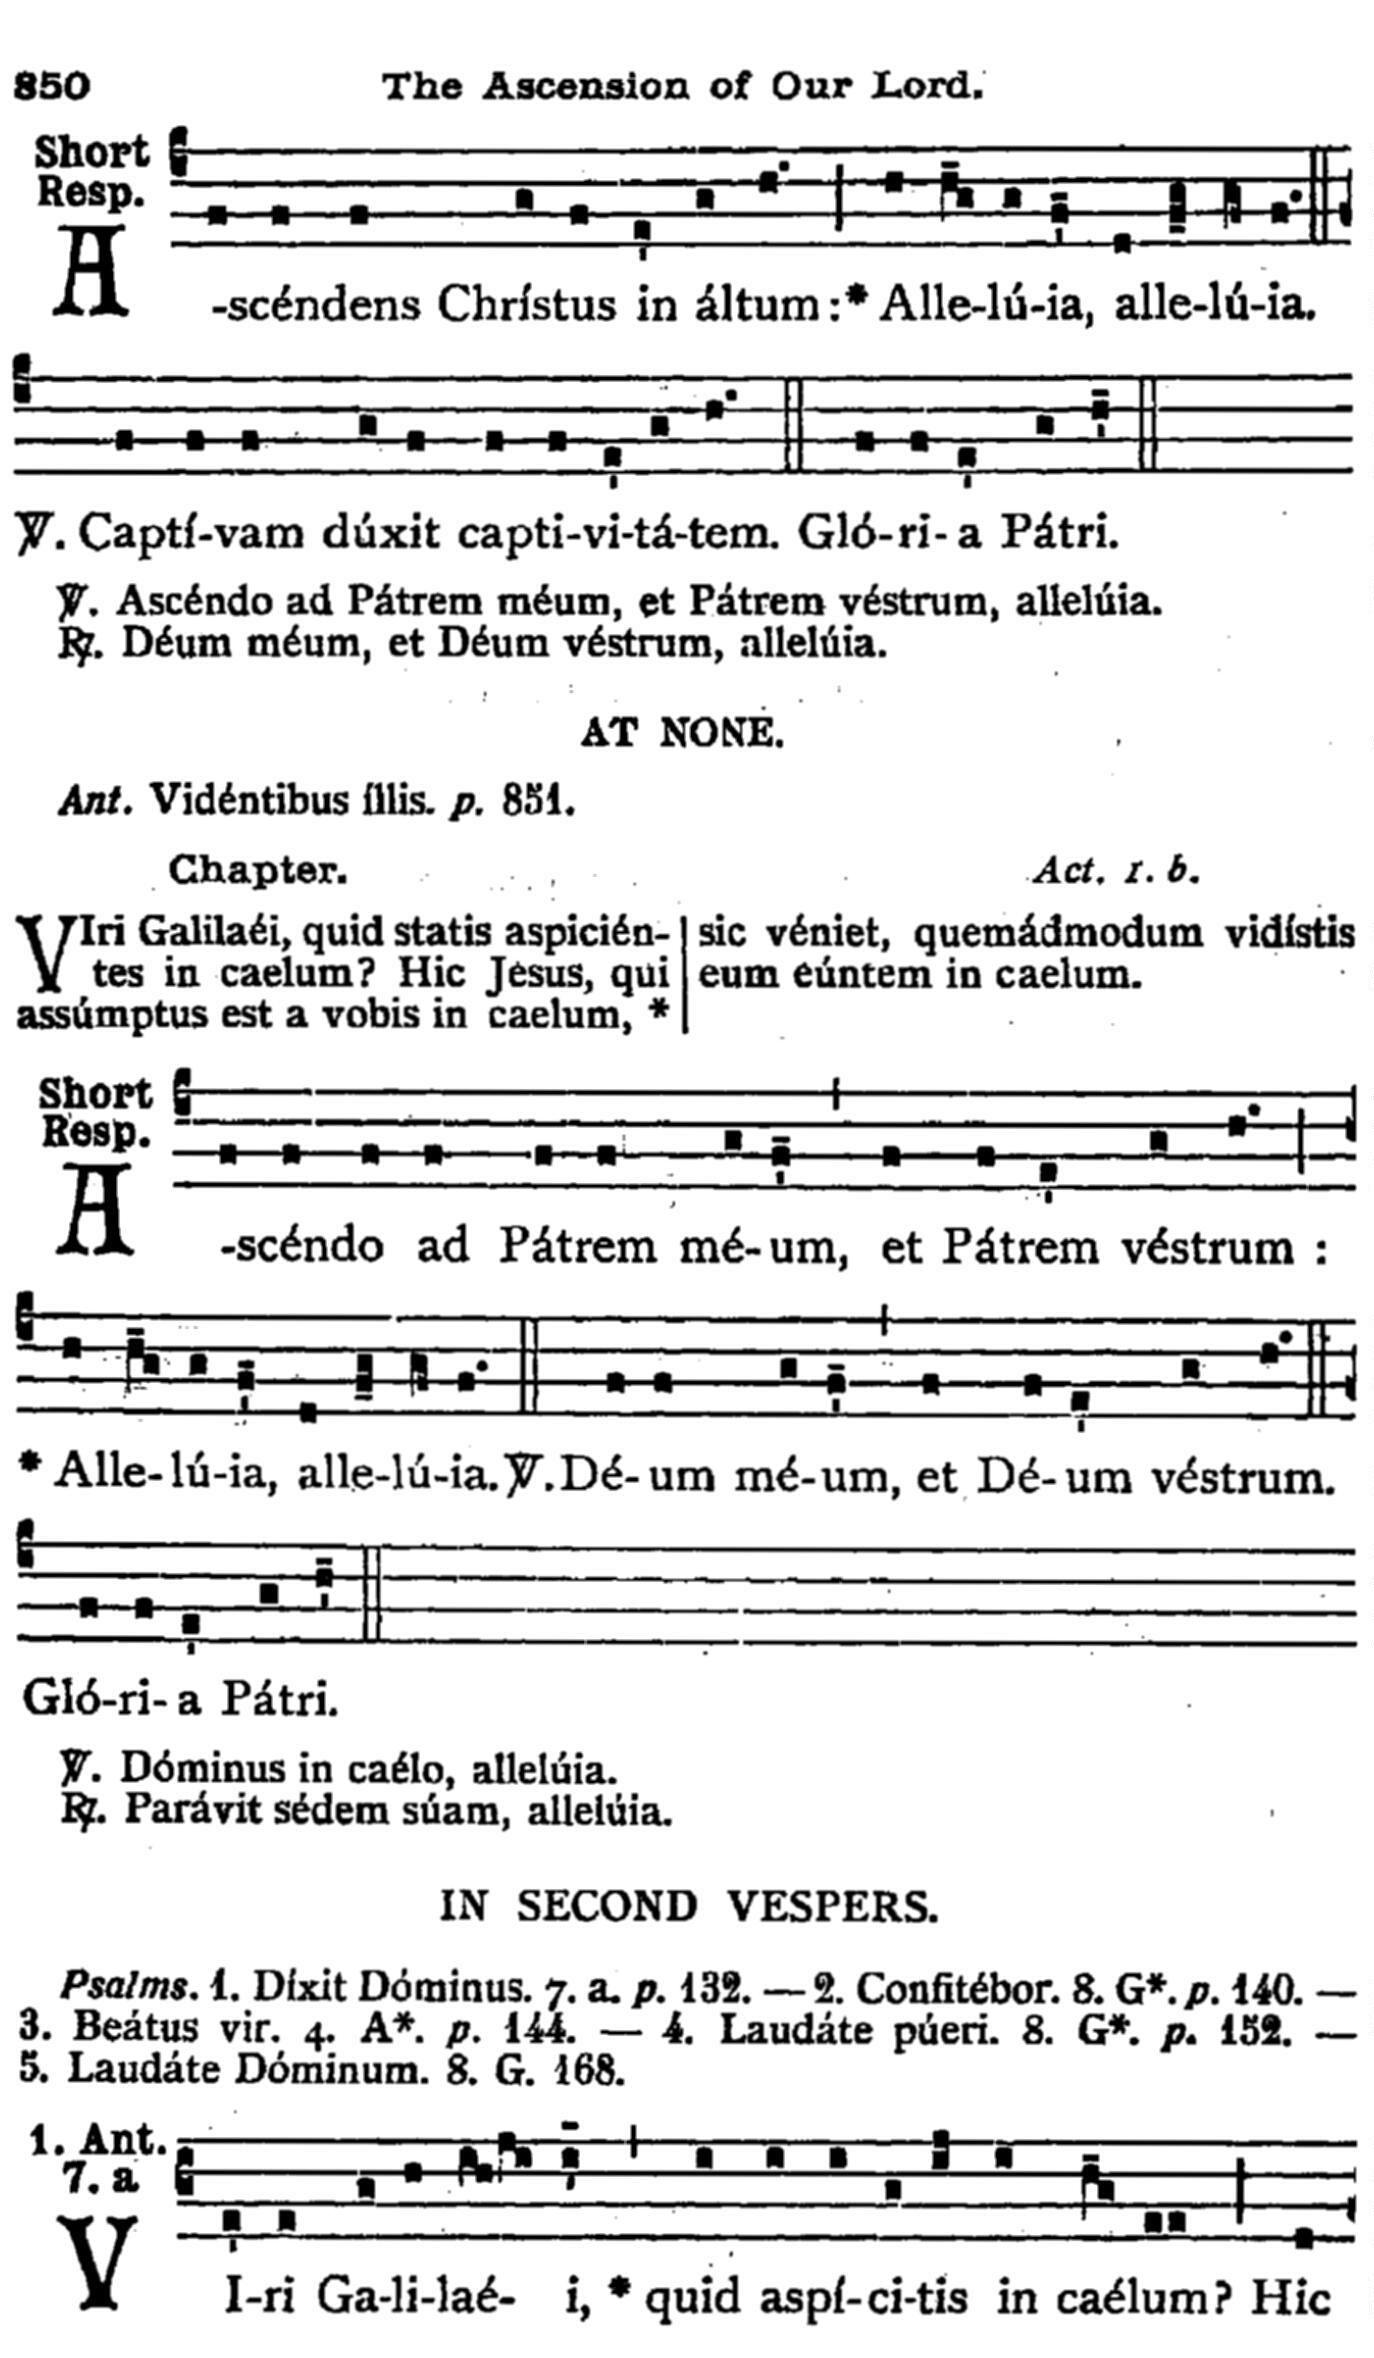 850 The Ascension of Our Lord.
Short
Resp.
A-scéndens Chrístus in áltum :* Alle-lú-ia, alle-lú-ia.
℣. Captí-vam dúxit capti-vi-tá-tem. Gló-ri- a Pátri.
℣. Ascéndo ad Pátrem méum, et Pátrem véstrum, allelúia.
℟. Déum méum, et Déum véstrum, allelúia.
AT NONE.
Ant. Vidéntibus íllis. p. 851.
Chapter. Act. 1. b.
VIri Galilaéi, quid statis aspicién-
tes in caelum? Hic Jesus, qui
assúmptus est a vobis in caelum, *
sic véniet, quemádmodum vidístis
eum eúntem in caelum.
Short
Resp.
A-scéndo ad Pátrem mé-um, et Pátrem véstrum :
* Alle-lú-ia, alle-lú-ia. ℣. Dé-um mé-um, et Dé-um véstrum.
Gló-ri- a Pátri.
℣. Dóminus in caélo, allelúia.
℟. Parávit sédem súam, allelúia.
IN SECOND VESPERS.
Psalms. 1. Díxit Dóminus. 7. a. p. 132. — 2. Confitébor. 8. G*. p. 140. —
3. Beátus vir. 4. A*. p. 144. — 4. Laudáte púeri. 8. G*. p. 152. —
5. Laudáte Dóminum. 8. G. 168.
1. Ant.
7. a
VI-ri Ga-li-laé- i, * quid aspí-ci-tis in caélum? Hic